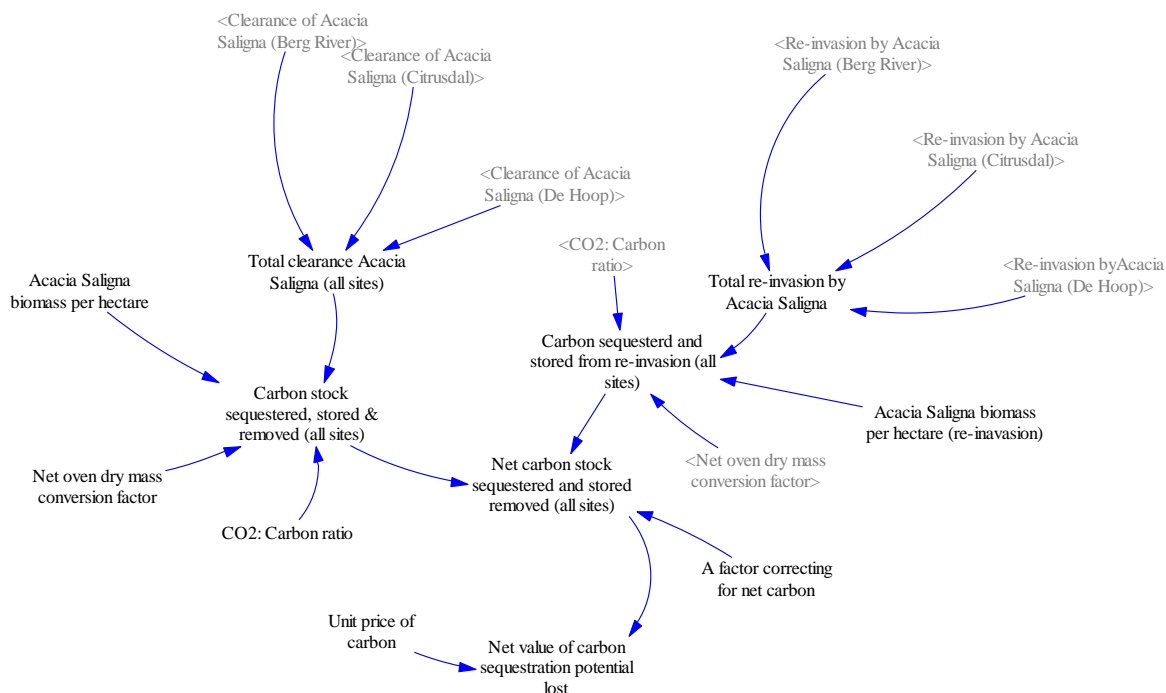 <Clearance of Acacia
Saligna (Berg River)>
<Clearance of Acacia
Saligna (Citrusdal)>
<Re-invasion by Acacia
Saligna (Berg River)>
<Re-invasion by Acacia
Saligna (Citrusdal)>
<Clearance of Acacia
Saligna (De Hoop)>
<CO2: Carbon
ratio>
Total clearance Acacia
Saligna (all sites)
Acacia Saligna
biomass per hectare
Total re-invasion by
Acacia Saligna
<Re-invasion byAcacia
Saligna (De Hoop)>
Carbon sequesterd and
stored from re-invasion (all
sites)
Carbon stock
sequestered, stored &
removed (all sites)
Acacia Saligna biomass
per hectare (re-inavasion)
Net oven dry mass
conversion factor
Net carbon stock
sequestered and stored
removed (all sites)
<Net oven dry mass
conversion factor>
CO2: Carbon ratio
A factor correcting
for net carbon
Unit price of
carbon
Net value of carbon
sequestration potential
lost